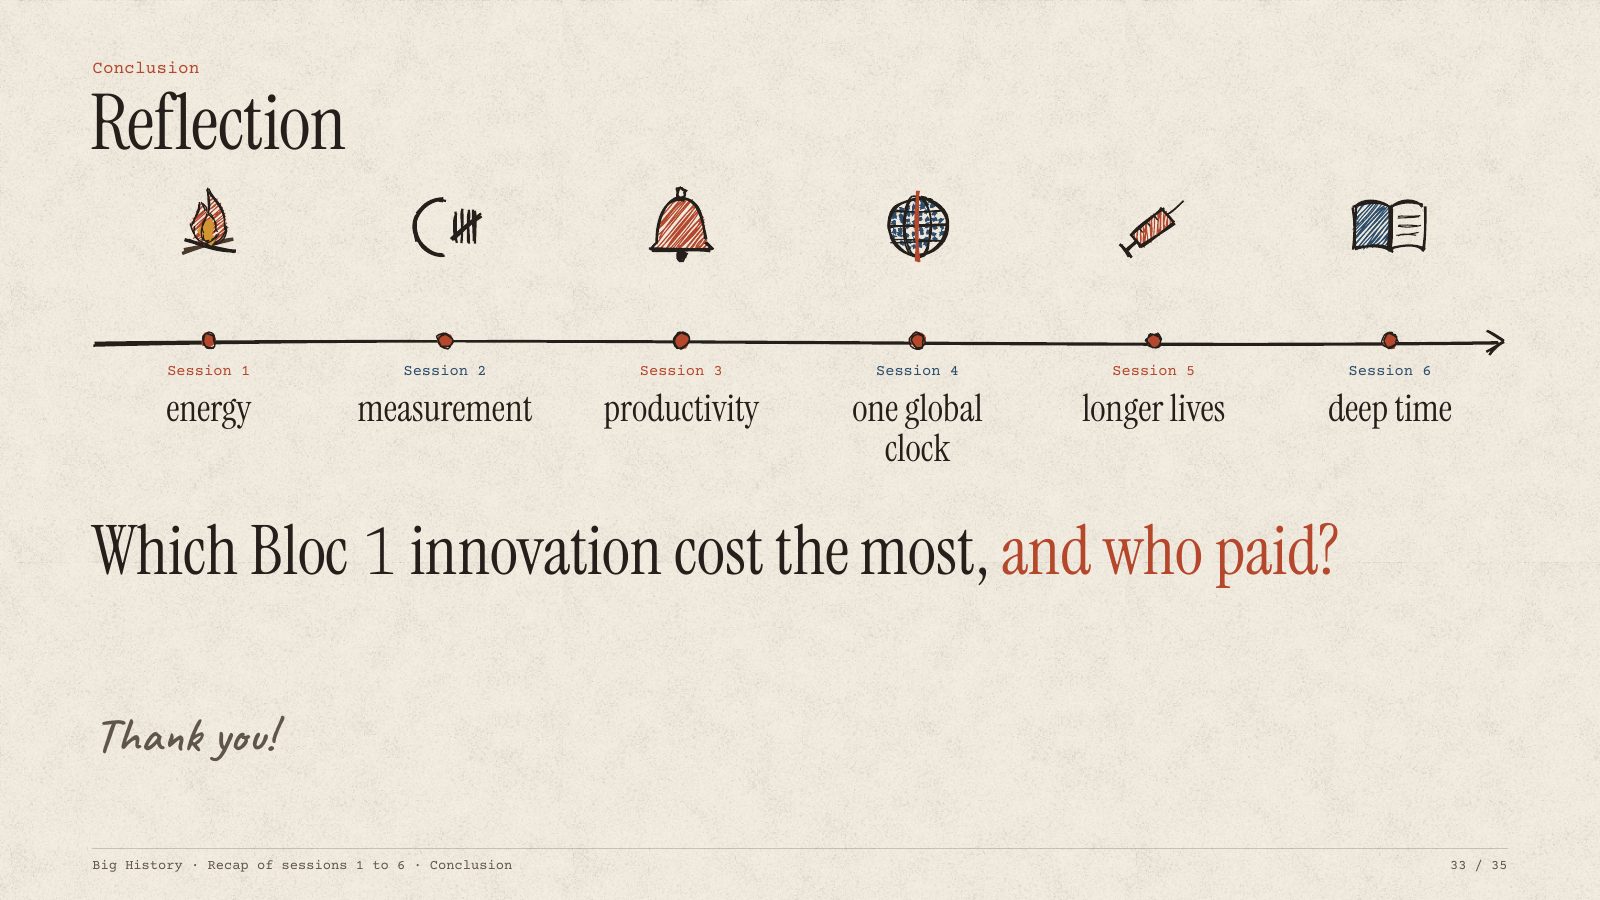 Conclusion
Reflection
Session 1
energy
Session 2
measurement
Session 3
productivity
Session 4
one global
clock
Session 5
longer lives
Session 6
deep time
Which Bloc 1 innovation cost the most, and who paid?
Thank you!
Big History · Recap of sessions 1 to 6 · Conclusion
33 / 35